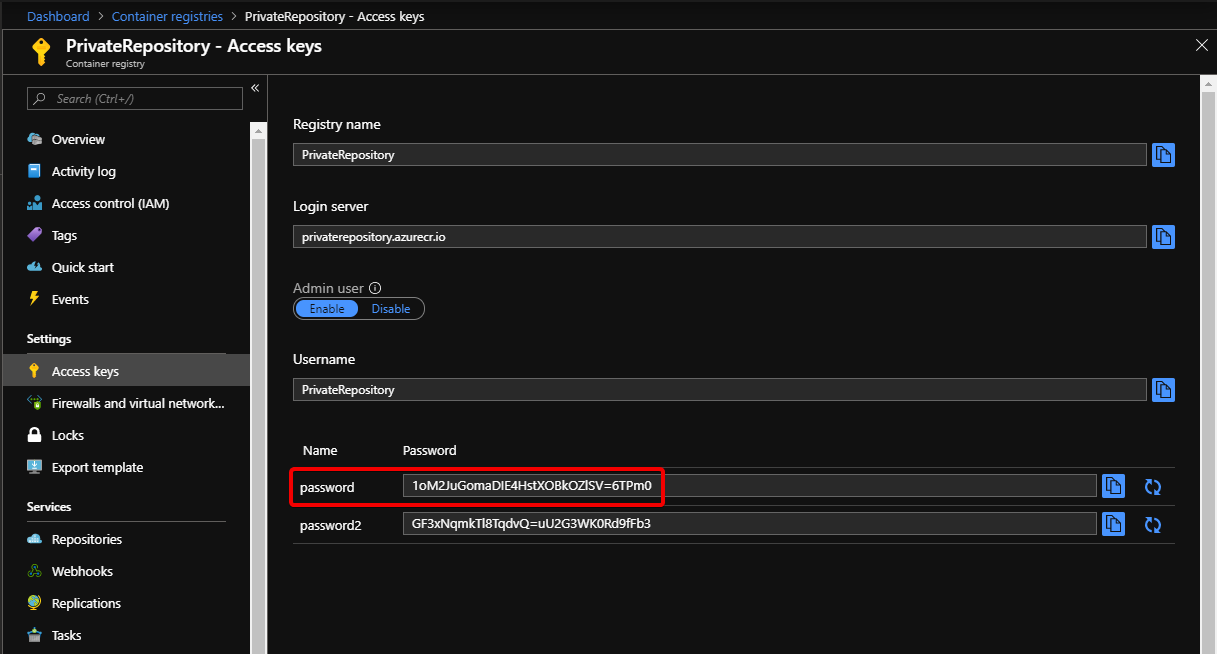 Dashboard > Container registries > PrivateRepository - Access keys
PrivateRepository - Access keys
Container registry
Search (Ctrl+/)
Overview
Activity log
Access control (IAM)
Tags
Quick start
Events
Settings
Access keys
Firewalls and virtual network...
Locks
Export template
Services
Repositories
Webhooks
Replications
Tasks
Registry name
PrivateRepository
Login server
privaterepository.azurecr.io
Admin user
Enable Disable
Username
PrivateRepository
Name Password
password 1oM2JuGomaDIE4HstXOBkOZlSV=6TPm0
password2 GF3xNqmkTl8TqdvQ=uU2G3WK0Rd9fFb3